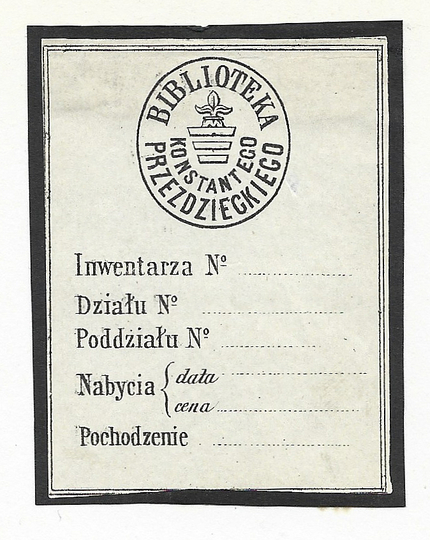 BIBLIOTEKA
KONSTANTEGO
PRZEZDZIECKIEGO
Inwentarza Nº
Działu Nº
Poddziału Nº
Nabycia { data
cena
Pochodzenie